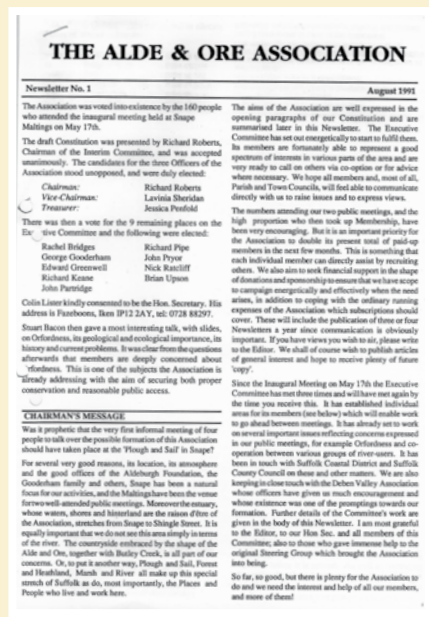 THE ALDE & ORE ASSOCIATION
Newsletter No. 1
August 1991
The Association was voted into existence by the 160 people
who attended the inaugural meeting held at Snape
Maltings on May 17th.
The draft Constitution was presented by Richard Roberts,
Chairman of the Interim Committee, and was accepted
unanimously. The candidates for the three Officers of the
Association stood unopposed, and were duly elected:
Chairman: Richard Roberts
Vice-Chairman: Lavinia Sheridan
Treasurer: Jessica Penfold
There was then a vote for the 9 remaining places on the
Ex tive Committee and the following were elected:
Rachel Bridges Richard Pipe
George Gooderham John Pryor
Edward Greenwell Nick Ratcliff
Richard Keane Brian Upson
John Partridge
Colin Lister kindly consented to be the Hon. Secretary. His
address is Fazeboons, Iken IP12 2AY, tel: 0728 88297.
Stuart Bacon then gave a most interesting talk, with slides,
on Orfordness, its geological and ecological importance, its
history and current problems. It was clear from the questions
afterwards that members are deeply concerned about
rfordness. This is one of the subjects the Association is
already addressing with the aim of securing both proper
conservation and reasonable public access.
CHAIRMAN'S MESSAGE
Was it prophetic that the very first informal meeting of four
people to talk over the possible formation of this Association
should have taken place at the 'Plough and Sail' in Snape?
For several very good reasons, its location, its atmosphere
and the good offices of the Aldeburgh Foundation, the
Gooderham family and others, Snape has been a natural
focus for our activities, and the Maltings have been the venue
for two well-attended public meetings. Moreover the estuary,
whose waters, shores and hinterland are the raison d'être of
the Association, stretches from Snape to Shingle Street. It is
equally important that we do not see this area simply in terms
of the river. The countryside embraced by the shape of the
Alde and Ore, together with Butley Creek, is all part of our
concerns. Or, to put it another way, Plough and Sail, Forest
and Heathland, Marsh and River all make up this special
stretch of Suffolk as do, most importantly, the Places and
People who live and work here.
The aims of the Association are well expressed in the
opening paragraphs of our Constitution and are
summarised later in this Newsletter. The Executive
Committee has set out energetically to start to fulfil them.
Its members are fortunately able to represent a good
spectrum of interests in various parts of the area and are
very ready to call on others via co-option or for advice
where necessary. We hope all members and, most of all,
Parish and Town Councils, will feel able to communicate
directly with us to raise issues and to express views.
The numbers attending our two public meetings, and the
high proportion who then took up Membership, have
been very encouraging. But it is an important priority for
the Association to double its present total of paid-up
members in the next few months. This is something that
each individual member can directly assist by recruiting
others. We also aim to seek financial support in the shape
of donations and sponsorship to ensure that we have scope
to campaign energetically and effectively when the need
arises, in addition to coping with the ordinary running
expenses of the Association which subscriptions should
cover. These will include the publication of three or four
Newsletters a year since communication is obviously
important. If you have views you wish to air, please write
to the Editor. We shall of course wish to publish articles
of general interest and hope to receive plenty of future
'copy'.
Since the Inaugural Meeting on May 17th the Executive
Committee has met three times and will have met again by
the time you receive this. It has established individual
areas for its members (see below) which will enable work
to go ahead between meetings. It has already set to work
on several important issues reflecting concerns expressed
in our public meetings, for example Orfordness and co-
operation between various groups of river-users. It has
been in touch with Suffolk Coastal District and Suffolk
County Council on these and other matters. We are also
keeping in close touch with the Deben Valley Association
whose officers have given us much encouragement and
whose existence was one of the promptings towards our
formation. Further details of the Committee's work are
given in the body of this Newsletter. I am most grateful
to the Editor, to our Hon Sec. and all members of this
Committee; also to those who gave immense help to the
original Steering Group which brought the Association
into being.
So far, so good, but there is plenty for the Association to
do and we need the interest and help of all our members,
and more of them!